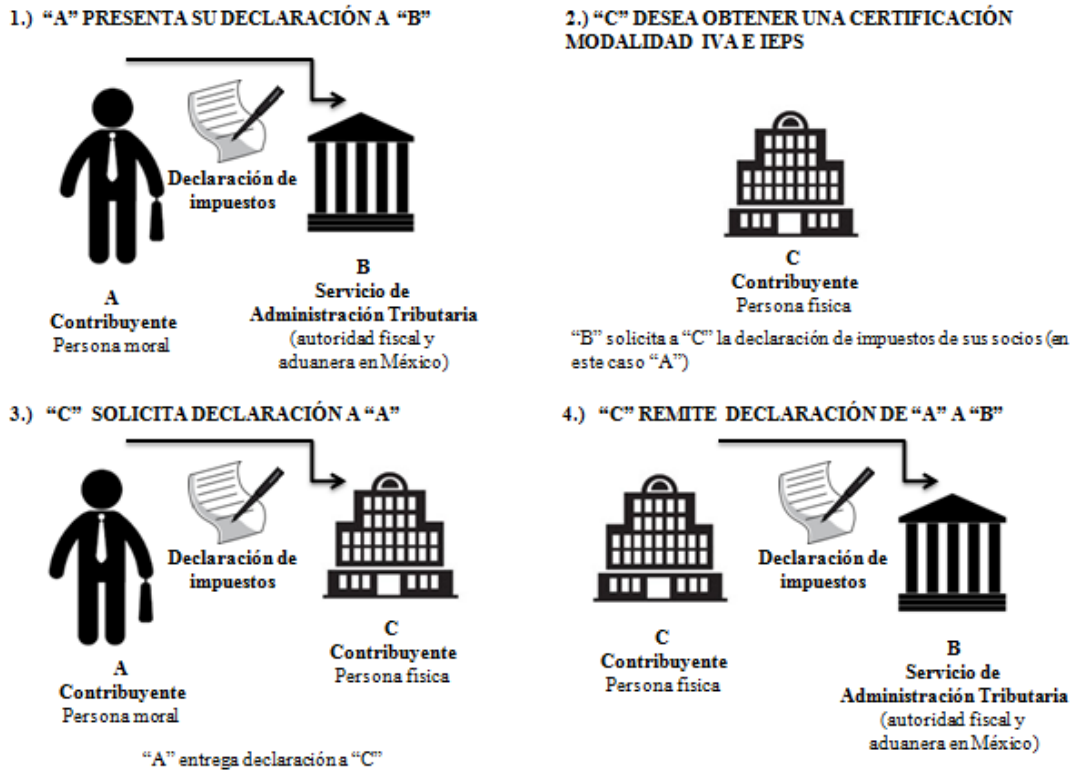 1.) “A” PRESENTA SU DECLARACIÓN A “B”
Declaración de
impuestos
A
Contribuyente
Persona moral
B
Servicio de
Administración Tributaria
(autoridad fiscal y
aduanera en México)
2.) “C” DESEA OBTENER UNA CERTIFICACIÓN
MODALIDAD IVA E IEPS
C
Contribuyente
Persona fisica
“B” solicita a “C” la declaración de impuestos de sus socios (en
este caso “A”)
3.) “C” SOLICITA DECLARACIÓN A “A”
Declaración de
impuestos
A
Contribuyente
Persona moral
C
Contribuyente
Persona fisica
“A” entrega declaración a “C”
4.) “C” REMITE DECLARACIÓN DE “A” A “B”
Declaración de
impuestos
C
Contribuyente
Persona fisica
B
Servicio de
Administración Tributaria
(autoridad fiscal y
aduanera en México)